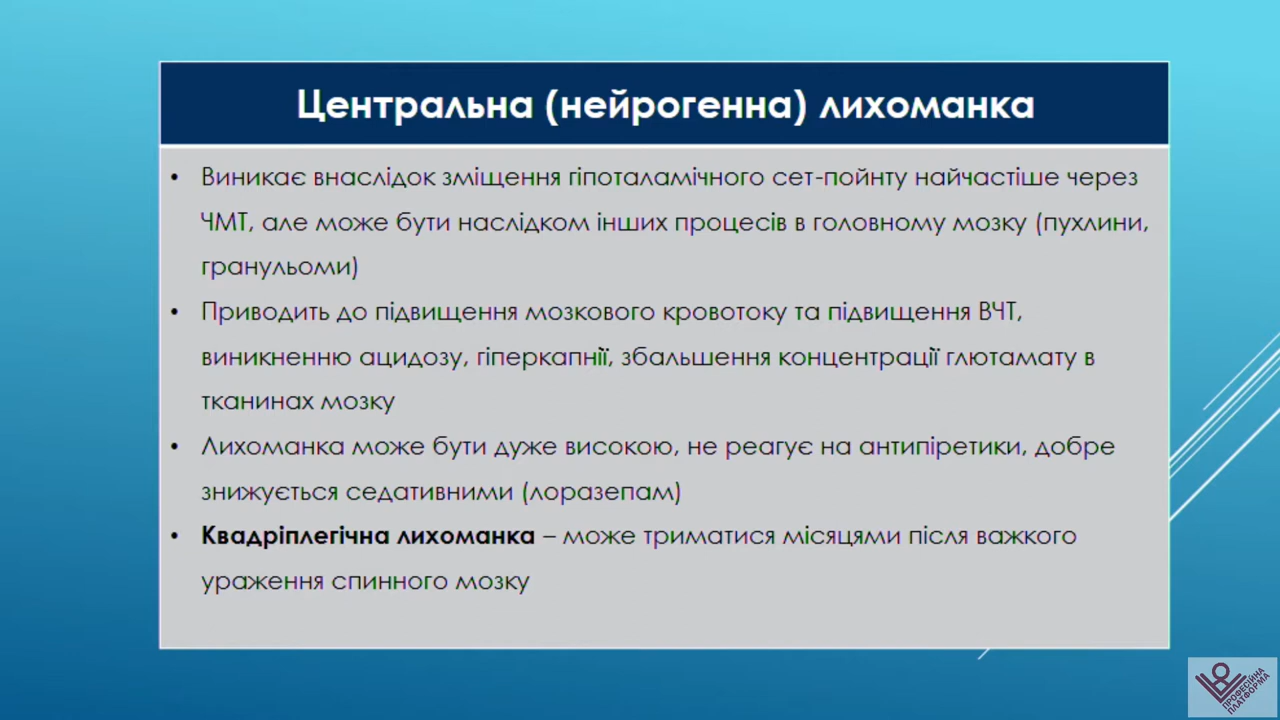 Центральна (нейрогенна) лихоманка
• Виникає внаслідок зміщення гіпоталамічного сет-пойнту найчастіше через
ЧМТ, але може бути наслідком інших процесів в головному мозку (пухлини,
гранульоми)
• Приводить до підвищення мозкового кровотоку та підвищення ВЧТ,
виникненню ацидозу, гіперкапнії, збальшення концентрації глютамату в
тканинах мозку
• Лихоманка може бути дуже високою, не реагує на антипіретики, добре
знижується седативними (лоразепам)
• Квадріплегічна лихоманка – може триматися місяцями після важкого
ураження спинного мозку
ПРОФЕСІЙНА
ПЛАТФОРМА